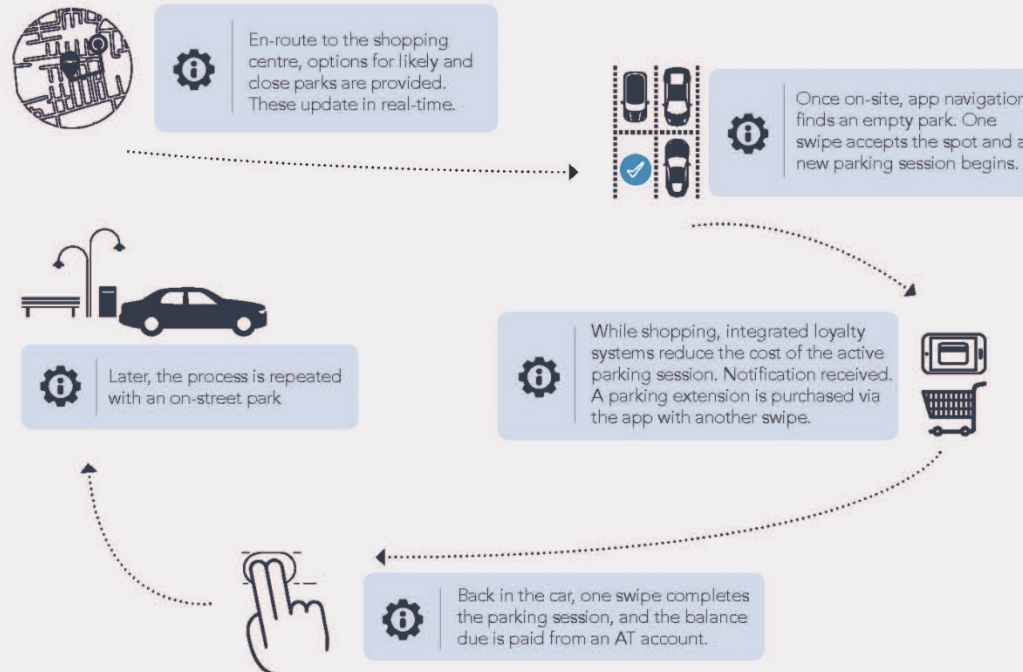 En-route to the shopping
centre, options for likely and
close parks are provided.
These update in real-time.
Once on-site, app navigation
finds an empty park. One
swipe accepts the spot and a
new parking session begins.
While shopping, integrated loyalty
systems reduce the cost of the active
parking session. Notification received.
A parking extension is purchased via
the app with another swipe.
Back in the car, one swipe completes
the parking session, and the balance
due is paid from an AT account.
Later, the process is repeated
with an on-street park